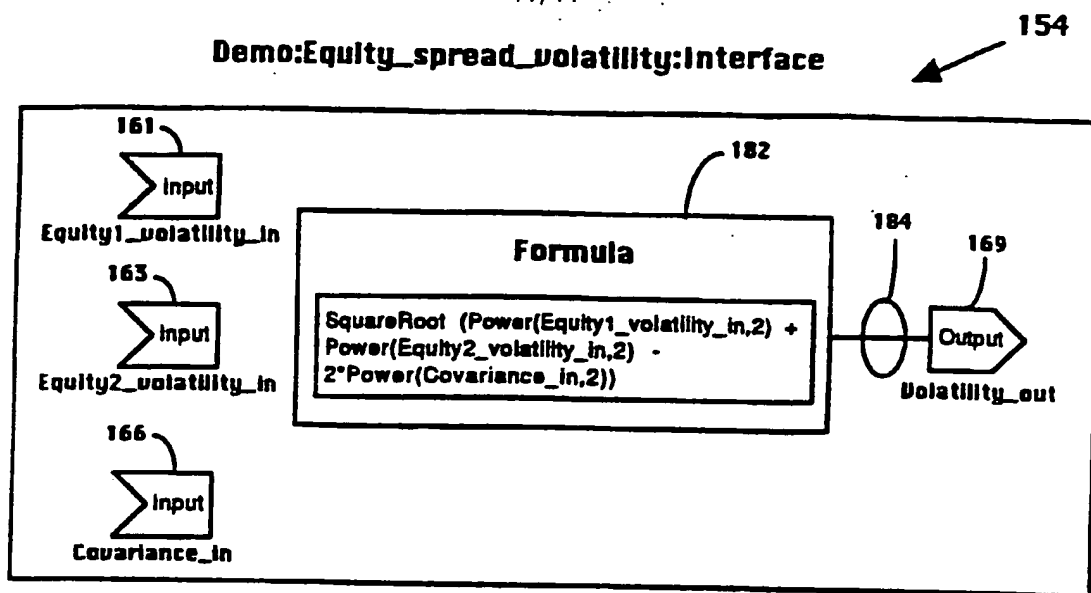 154
Demo:Equity_spread_volatility:Interface
161
Input
Equity1_volatility_in
163
Input
Equity2_volatility_in
166
Input
Covariance_in
182
Formula
SquareRoot (Power(Equity1_volatility_in,2) +
Power(Equity2_volatility_in,2) -
2*Power(Covariance_in,2))
184
169
Output
Volatility_out